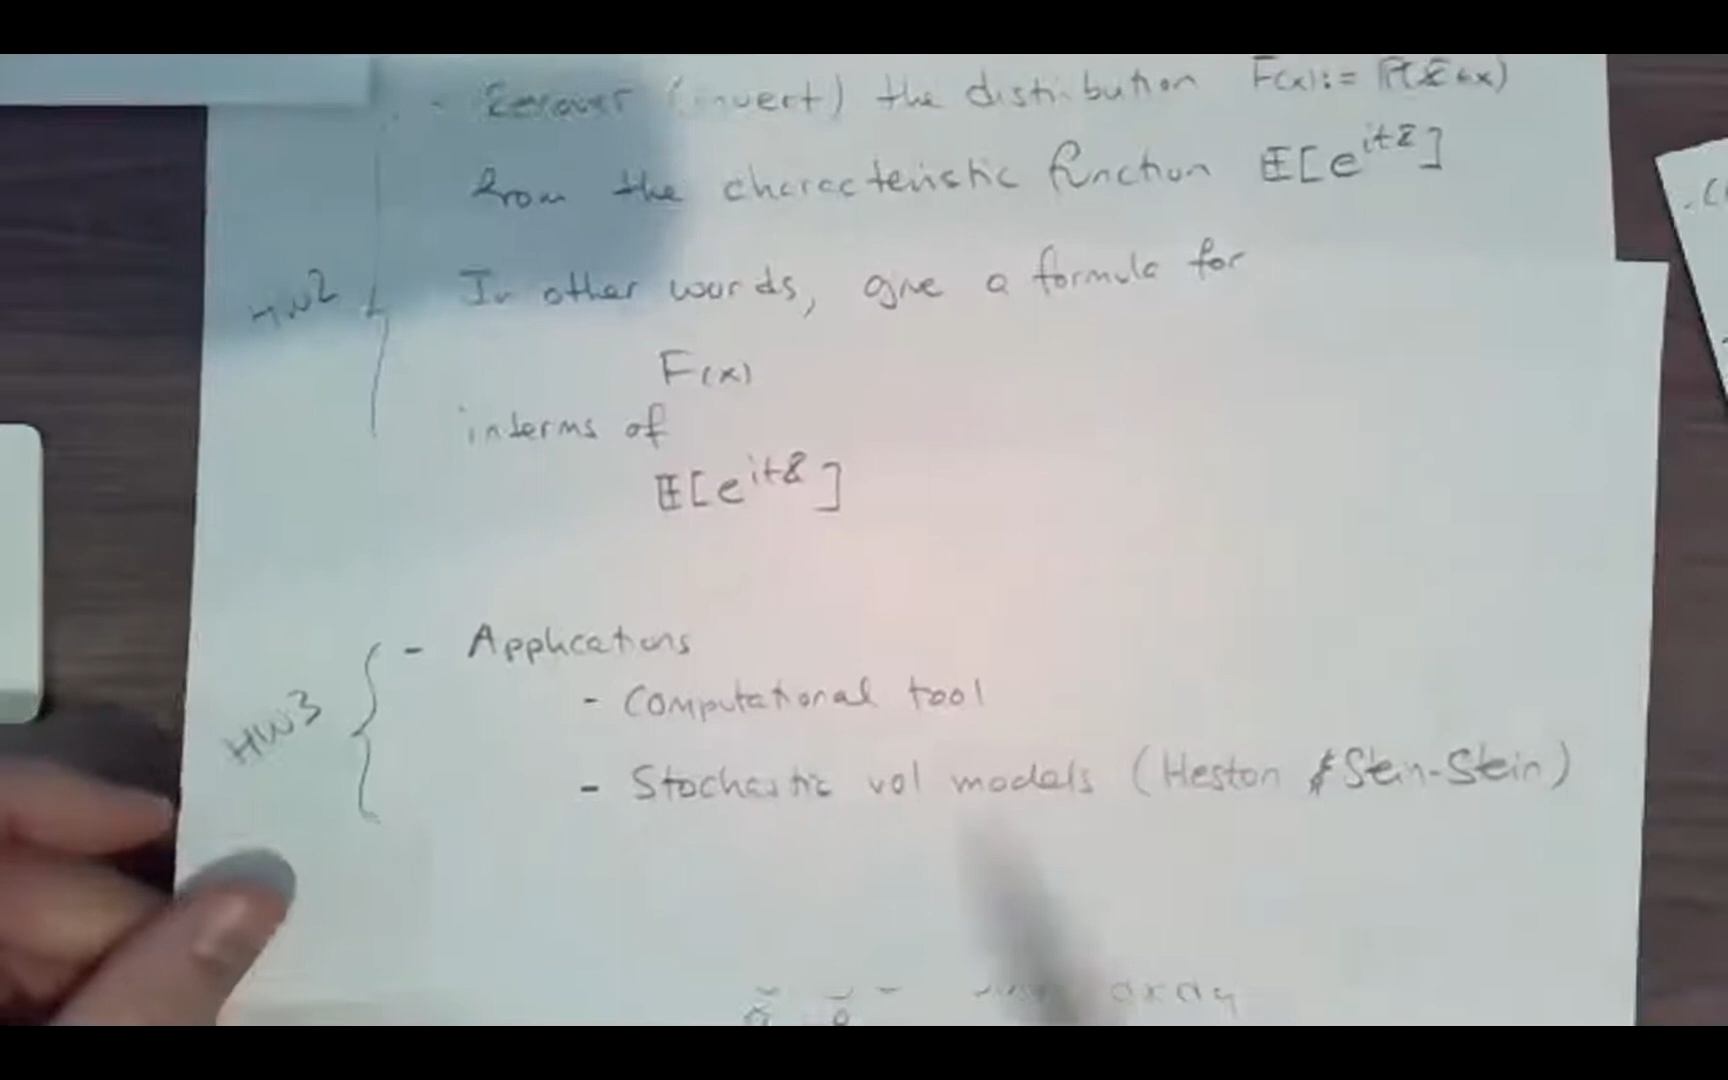 - Recover (invert) the distribution F(x) := P(Z ≤ x)
from the characteristic function 𝔼[e^{itZ}]
HW2
In other words, give a formula for
F(x)
in terms of
𝔼[e^{itZ}]
HW3
- Applications
- Computational tool
- Stochastic vol models (Heston & Stein-Stein)